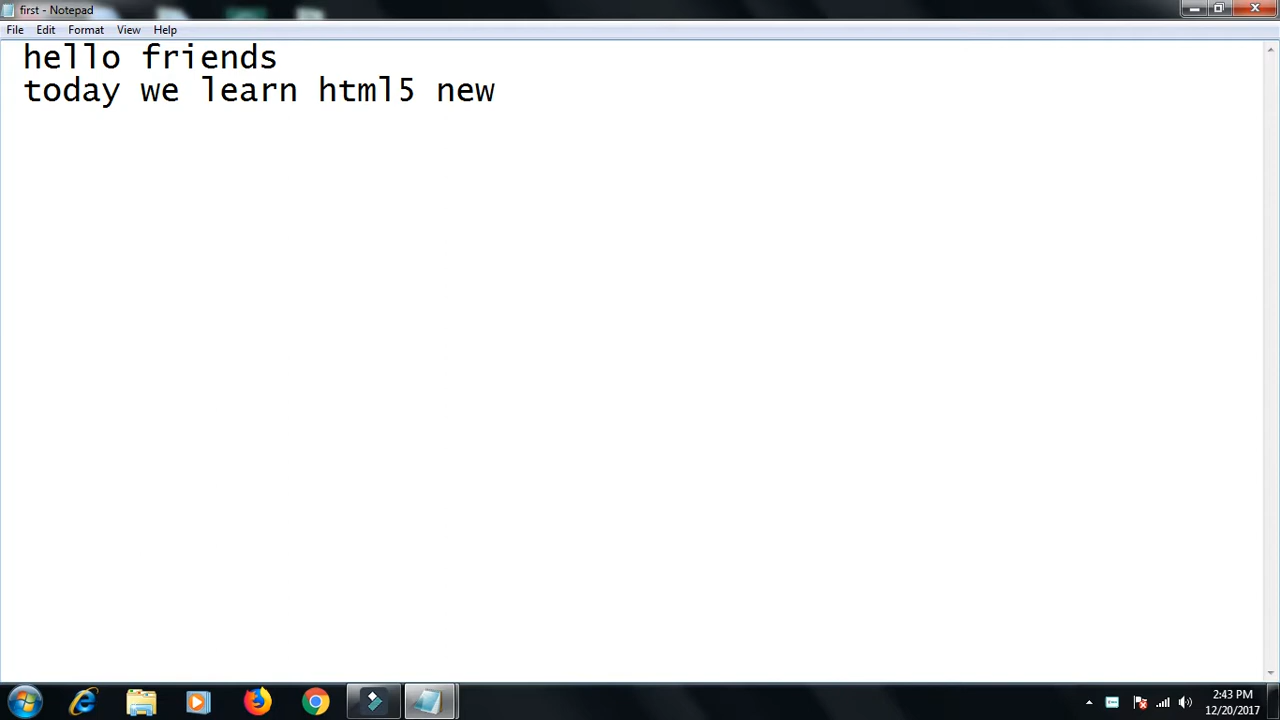 first - Notepad
File Edit Format View Help
hello friends
today we learn html5 new
2:43 PM
12/20/2017